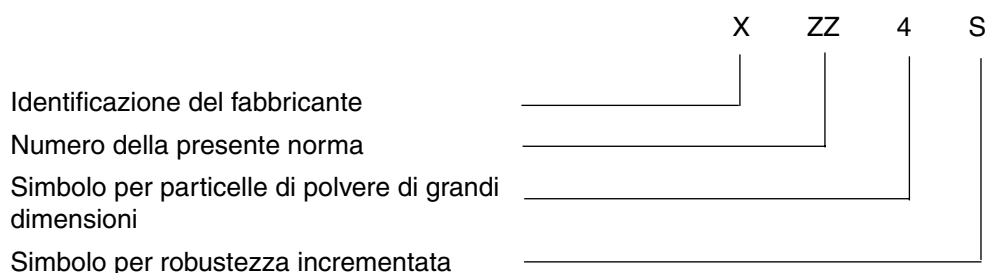 X ZZ 4 S
Identificazione del fabbricante
Numero della presente norma
Simbolo per particelle di polvere di grandi
dimensioni
Simbolo per robustezza incrementata